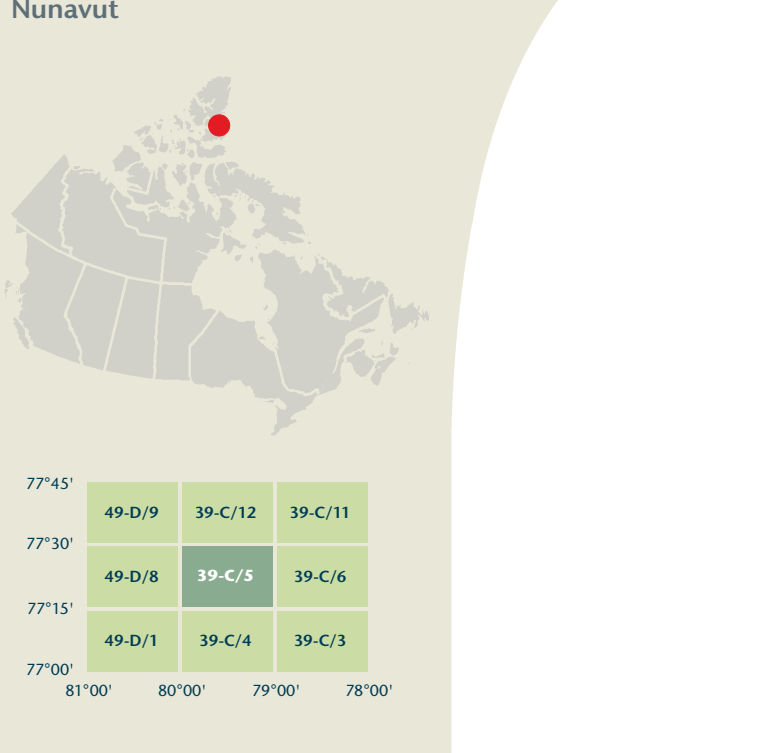 Nunavut
77°45'
49-D/9 39-C/12 39-C/11
77°30'
49-D/8 39-C/5 39-C/6
77°15'
49-D/1 39-C/4 39-C/3
77°00'
81°00' 80°00' 79°00' 78°00'